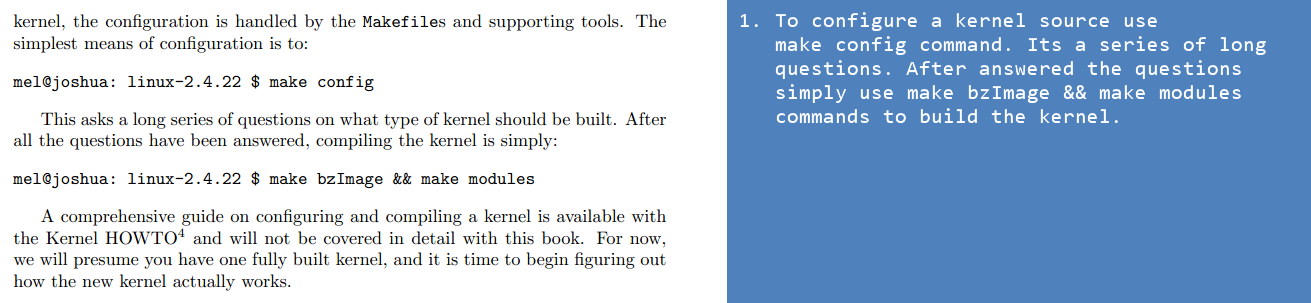 kernel, the configuration is handled by the Makefiles and supporting tools. The
simplest means of configuration is to:
mel@joshua: linux-2.4.22 $ make config
This asks a long series of questions on what type of kernel should be built. After
all the questions have been answered, compiling the kernel is simply:
mel@joshua: linux-2.4.22 $ make bzImage && make modules
A comprehensive guide on configuring and compiling a kernel is available with
the Kernel HOWTO4 and will not be covered in detail with this book. For now,
we will presume you have one fully built kernel, and it is time to begin figuring out
how the new kernel actually works.
1. To configure a kernel source use
make config command. Its a series of long
questions. After answered the questions
simply use make bzImage && make modules
commands to build the kernel.